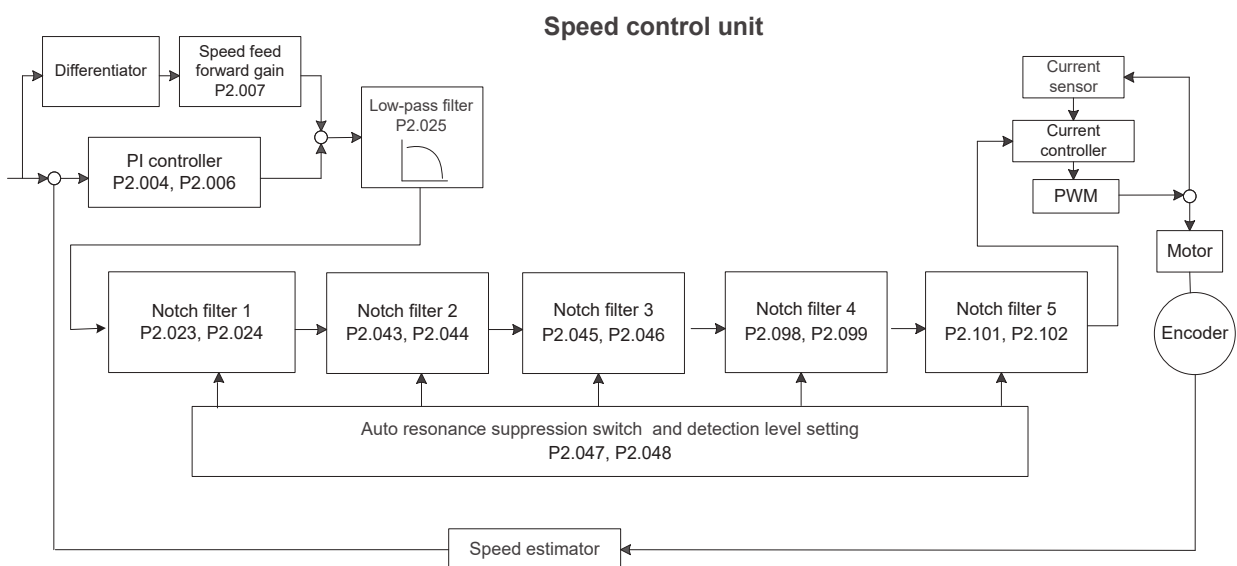 Speed control unit
Differentiator
Speed feed
forward gain
P2.007
Low-pass filter
P2.025
PI controller
P2.004, P2.006
Current
sensor
Current
controller
PWM
Motor
Encoder
Notch filter 1
P2.023, P2.024
Notch filter 2
P2.043, P2.044
Notch filter 3
P2.045, P2.046
Notch filter 4
P2.098, P2.099
Notch filter 5
P2.101, P2.102
Auto resonance suppression switch and detection level setting
P2.047, P2.048
Speed estimator